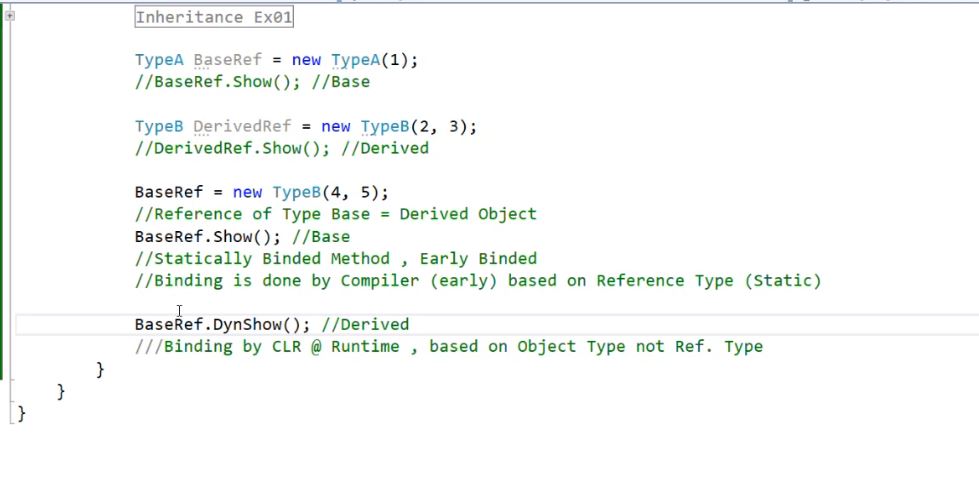 Inheritance Ex01
TypeA BaseRef = new TypeA(1);
//BaseRef.Show(); //Base
TypeB DerivedRef = new TypeB(2, 3);
//DerivedRef.Show(); //Derived
BaseRef = new TypeB(4, 5);
//Reference of Type Base = Derived Object
BaseRef.Show(); //Base
//Statically Binded Method , Early Binded
//Binding is done by Compiler (early) based on Reference Type (Static)
BaseRef.DynShow(); //Derived
///Binding by CLR @ Runtime , based on Object Type not Ref. Type
}
}
}